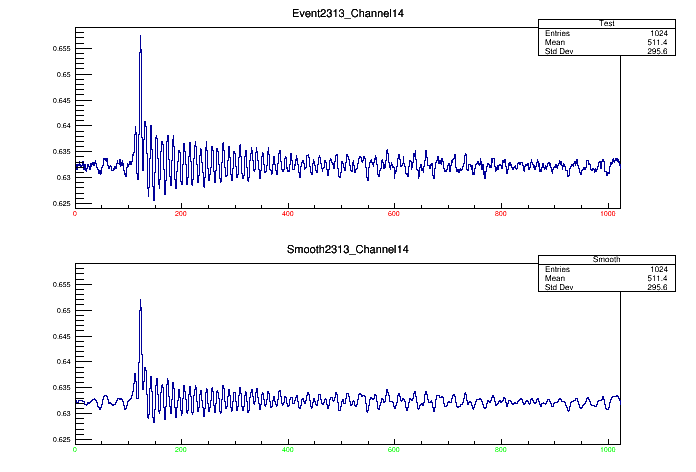 Event2313_Channel14
Test
Entries 1024
Mean 511.4
Std Dev 295.6
0.655
0.65
0.645
0.64
0.635
0.63
0.625
0 200 400 600 800 1000
Smooth2313_Channel14
Smooth
Entries 1024
Mean 511.4
Std Dev 295.6
0.655
0.65
0.645
0.64
0.635
0.63
0.625
0 200 400 600 800 1000